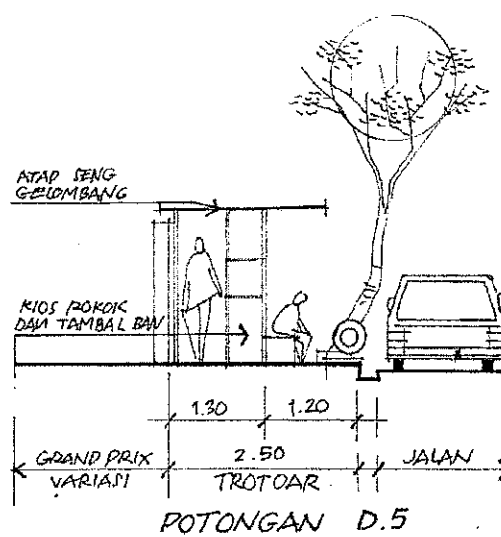 ATAP SENG
GELOMBANG
KIOS ROKOK
DAN TAMBAL BAN
1.30
1.20
GRAND PRIX
VARIASI
2.50
TROTOAR
JALAN
POTONGAN D.5